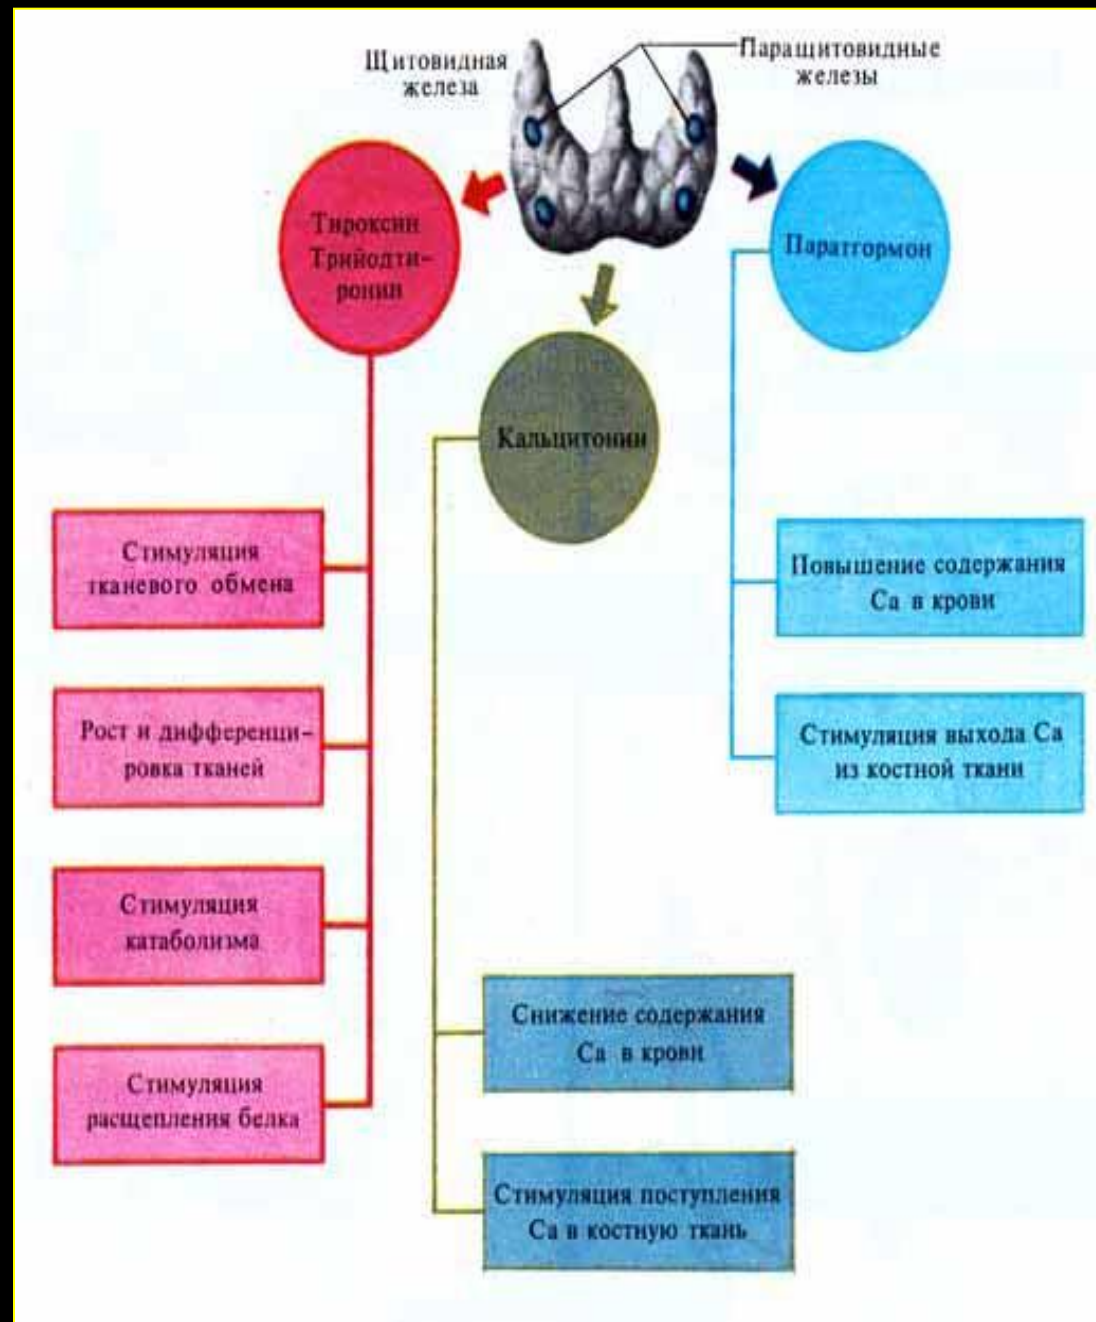 Щитовидная
железа
Паращитовидные
железы
Тироксин
Трийодти-
ронин
Паратгормон
Кальцитонин
Стимуляция
тканевого обмена
Рост и дифференци-
ровка тканей
Стимуляция
катаболизма
Стимуляция
расщепления белка
Повышение содержания
Са в крови
Стимуляция выхода Са
из костной ткани
Снижение содержания
Са в крови
Стимуляция поступления
Са в костную ткань